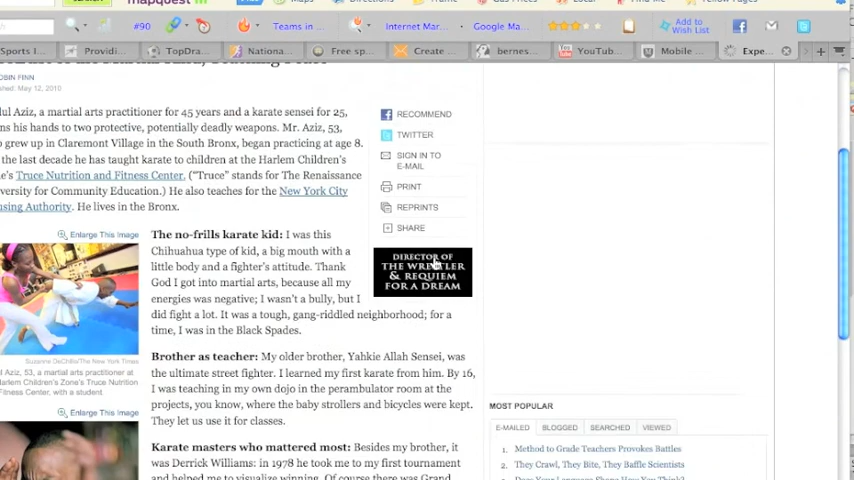 mapquest
#90
Teams in ...
Internet Mar...
Google Ma...
Add to
Wish List
Sports I...
Providi...
TopDra...
Nationa...
Free sp...
Create ...
bernes...
YouTub...
Mobile ...
Expe...
OBIN FINN
shed: May 12, 2010
ul Aziz, a martial arts practitioner for 45 years and a karate sensei for 25,
ns his hands to two protective, potentially deadly weapons. Mr. Aziz, 53,
grew up in Claremont Village in the South Bronx, began practicing at age 8.
the last decade he has taught karate to children at the Harlem Children's
e's Truce Nutrition and Fitness Center. ("Truce" stands for The Renaissance
versity for Community Education.) He also teaches for the New York City
using Authority. He lives in the Bronx.
RECOMMEND
TWITTER
SIGN IN TO
E-MAIL
PRINT
REPRINTS
SHARE
DIRECTOR OF
THE WRESTLER
& REQUIEM
FOR A DREAM
Enlarge This Image
Suzanne DeChillo/The New York Times
ul Aziz, 53, a martial arts practitioner at
Harlem Children's Zone's Truce Nutrition
Fitness Center, with a student
Enlarge This Image
The no-frills karate kid: I was this
Chihuahua type of kid, a big mouth with a
little body and a fighter's attitude. Thank
God I got into martial arts, because all my
energies was negative; I wasn't a bully, but I
did fight a lot. It was a tough, gang-riddled neighborhood; for a
time, I was in the Black Spades.
Brother as teacher: My older brother, Yahkie Allah Sensei, was
the ultimate street fighter. I learned my first karate from him. By 16,
I was teaching in my own dojo in the perambulator room at the
projects, you know, where the baby strollers and bicycles were kept.
They let us use it for classes.
Karate masters who mattered most: Besides my brother, it
was Derrick Williams: in 1978 he took me to my first tournament
and helped me to visualize winning. Of course there was Grand
MOST POPULAR
E-MAILED
BLOGGED
SEARCHED
VIEWED
1. Method to Grade Teachers Provokes Battles
2. They Crawl, They Bite, They Baffle Scientists
3. Does Your Language Shape How You Think?